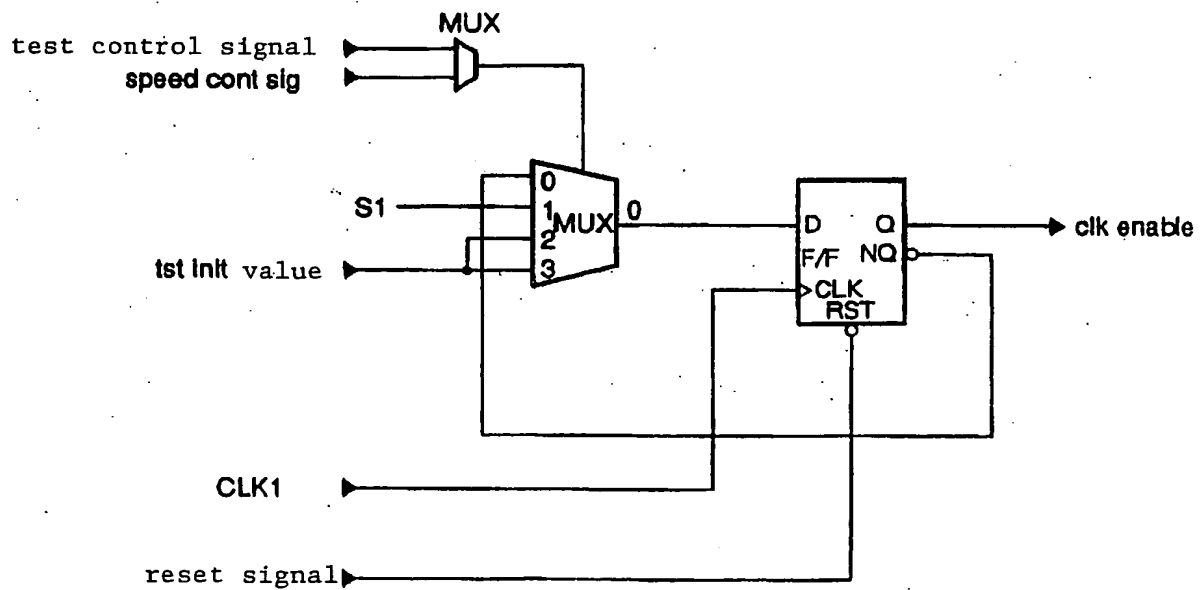 MUX
test control signal
speed cont sig
0
S1
1
MUX
0
2
tst init value
3
D
Q
clk enable
F/F
NQ
CLK
RST
CLK1
reset signal